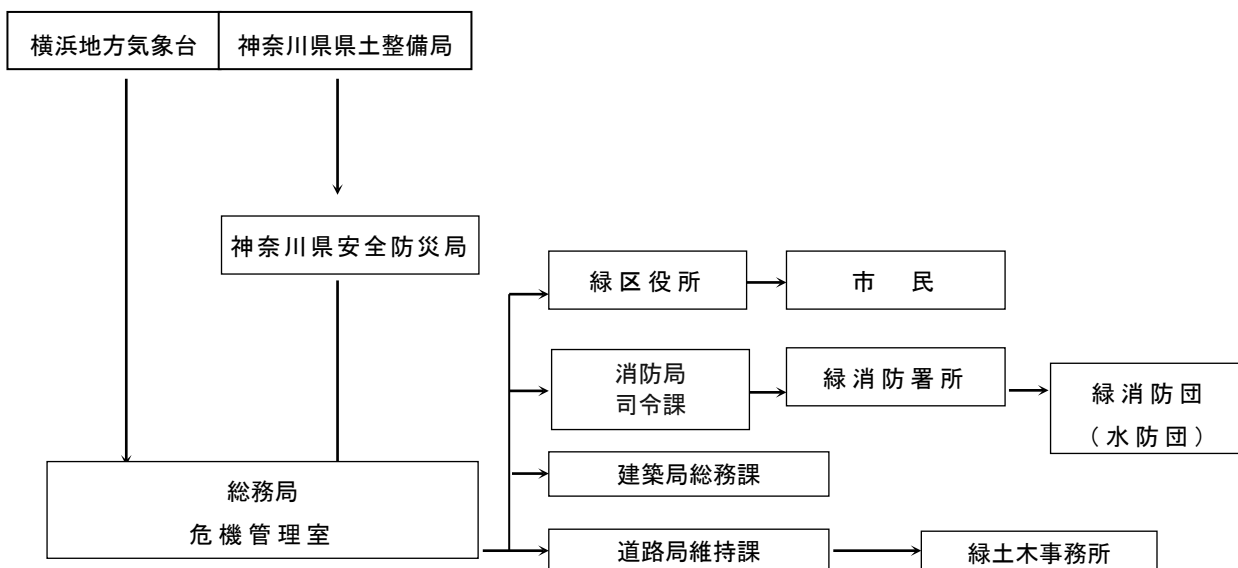 横浜地方気象台
神奈川県県土整備局
神奈川県安全防災局
緑区役所
市　民
消防局
司令課
緑消防署所
緑消防団
（水防団）
建築局総務課
総務局
危機管理室
道路局維持課
緑土木事務所